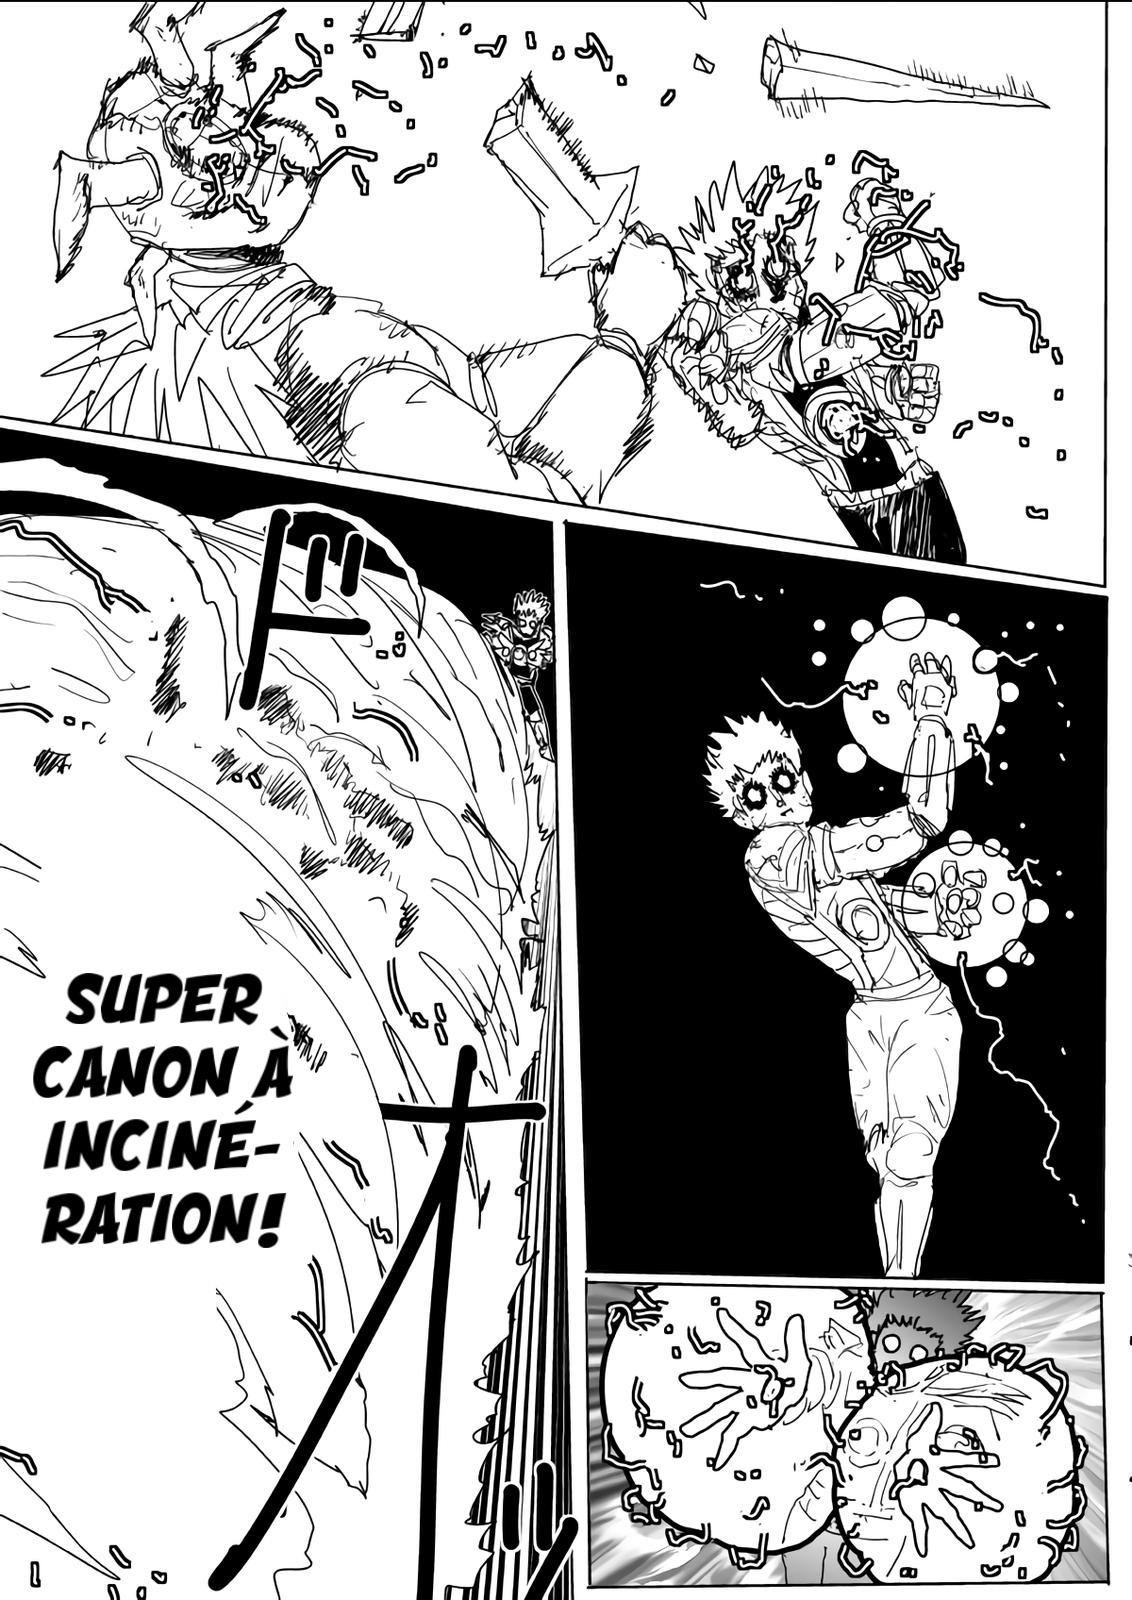 ド
オ
SUPER
CANON À
INCINÉ-
RATION!